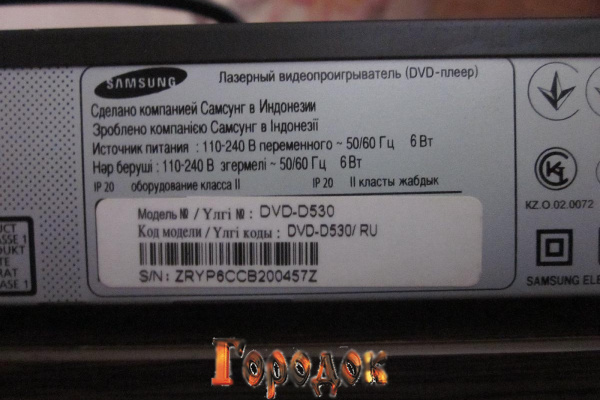 SAMSUNG
Лазерный видеопроигрыватель (DVD-плеер)
Сделано компанией Самсунг в Индонезии
Зроблено компанією Самсунг в Індонезії
Источник питания : 110-240 В переменного ~ 50/60 Гц 6 Вт
Нәр беруші : 110-240 В згермелі ~ 50/60 Гц 6 Вт
IP 20 оборудование класса II IP 20 II класты жабдык
Модель № / Үлгі № : DVD-D530
Код модели / Үлгі коды : DVD-D530/ RU
S/N : ZRYP6CCB200457Z
KZ.O.02.0072
SAMSUNG ELE
ASSE 1
Городок